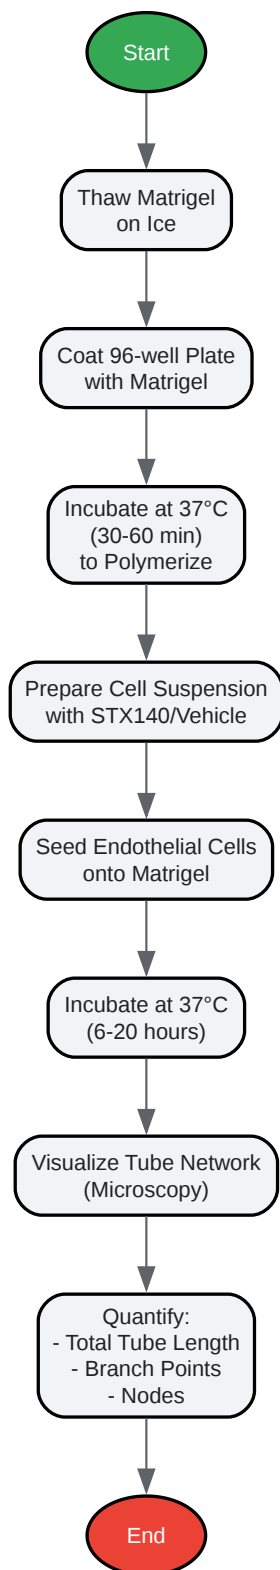 Start
Thaw Matrigel
on Ice
Coat 96-well Plate
with Matrigel
Incubate at 37°C
(30-60 min)
to Polymerize
Prepare Cell Suspension
with STX140/Vehicle
Seed Endothelial Cells
onto Matrigel
Incubate at 37°C
(6-20 hours)
Visualize Tube Network
(Microscopy)
Quantify:
- Total Tube Length
- Branch Points
- Nodes
End